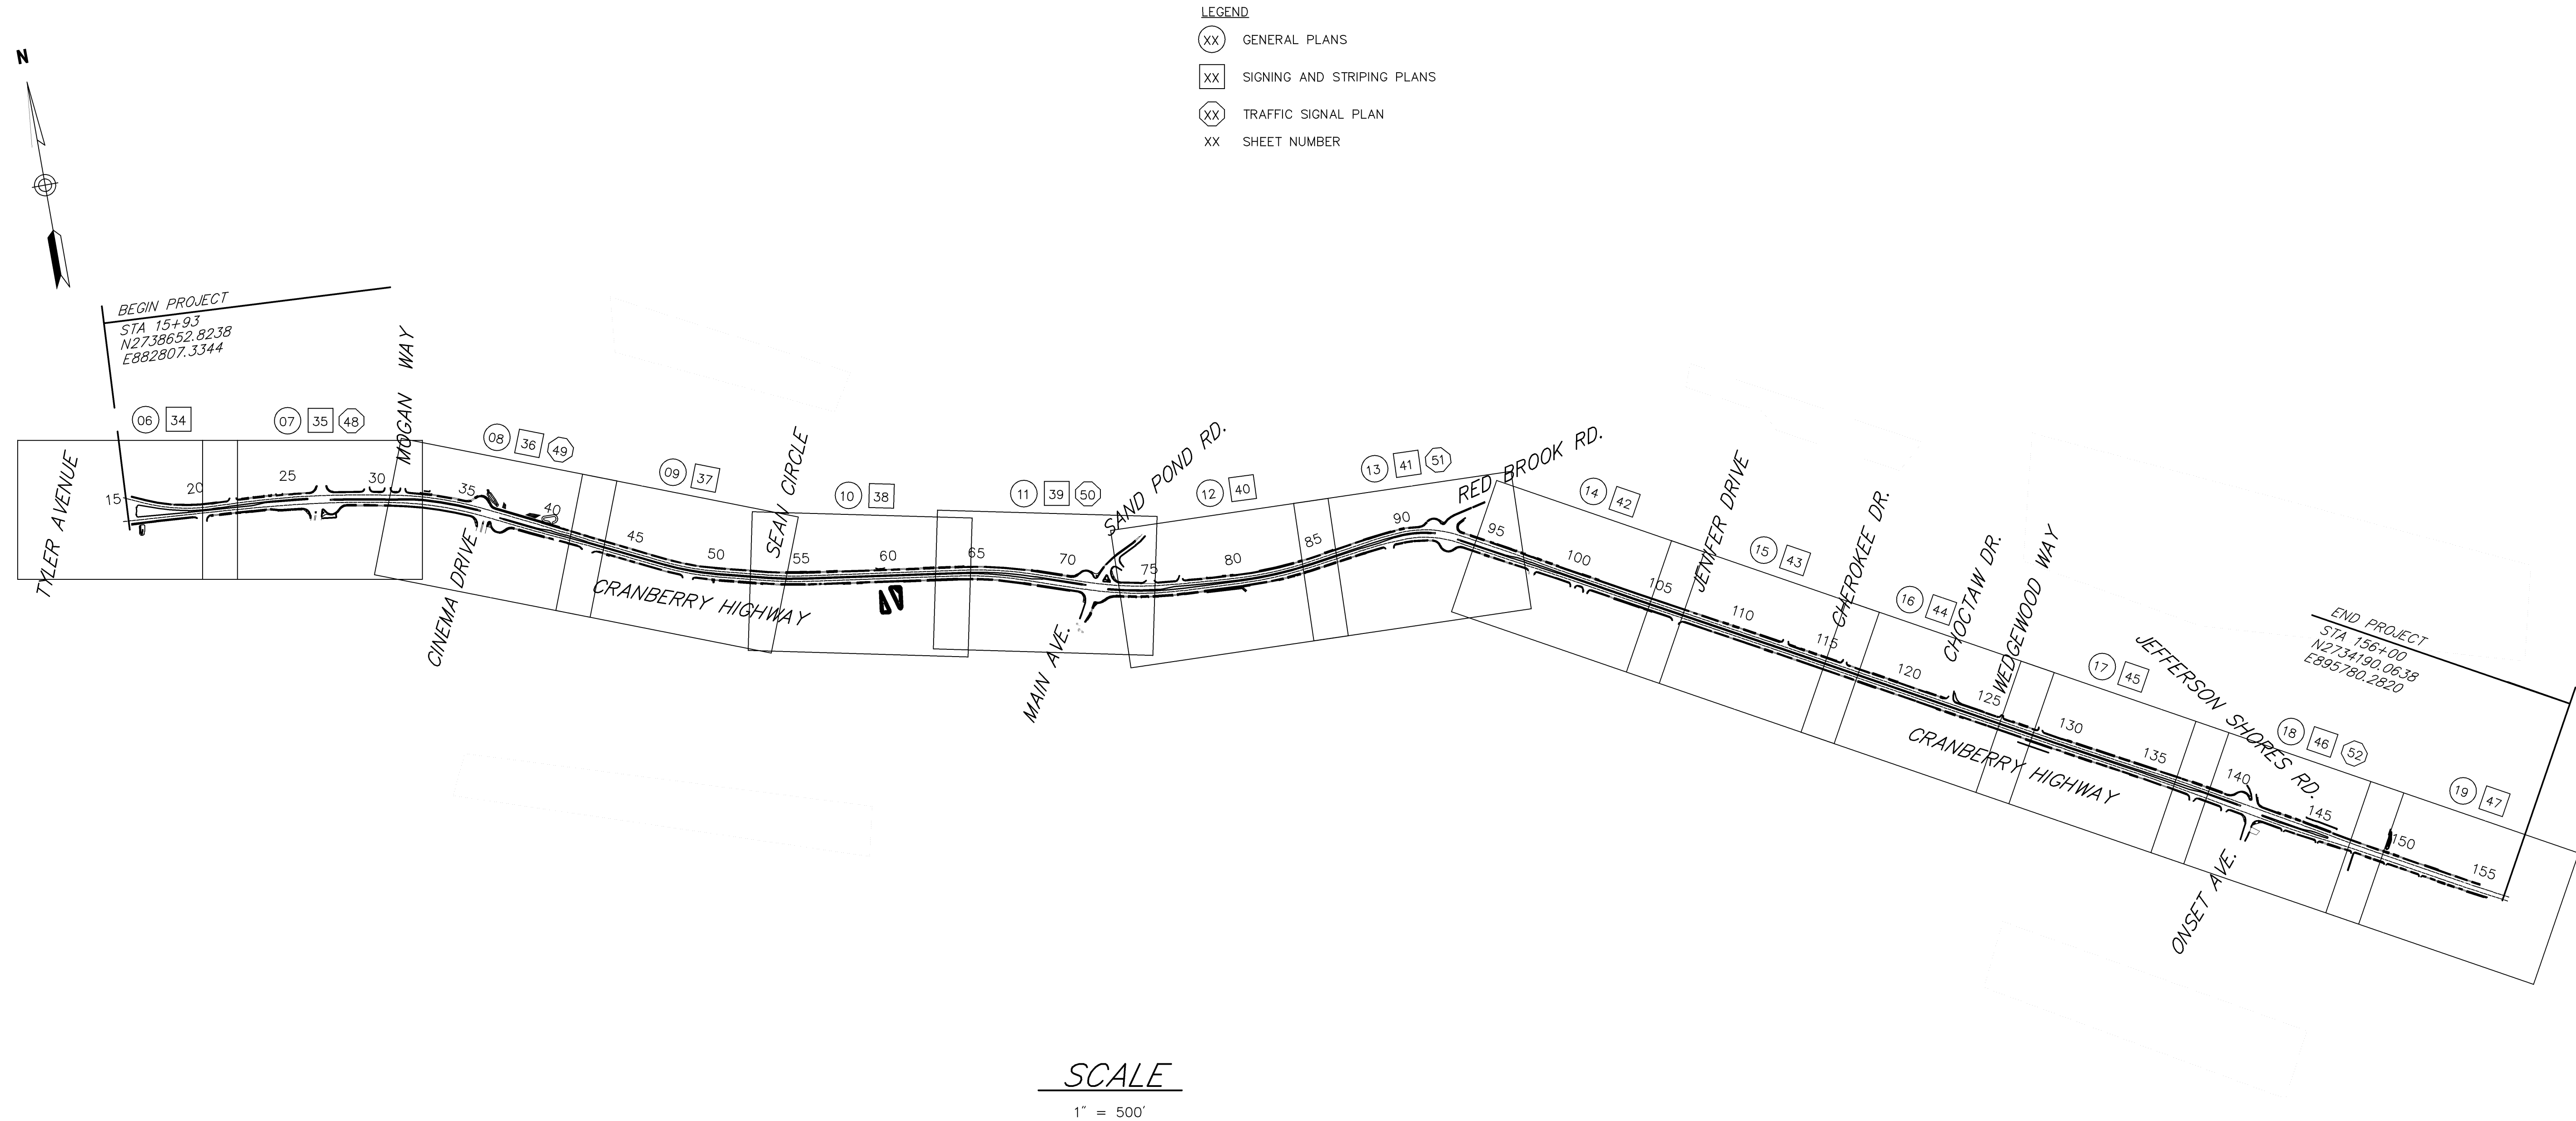 LEGEND
XX GENERAL PLANS
XX SIGNING AND STRIPING PLANS
XX TRAFFIC SIGNAL PLAN
XX SHEET NUMBER
N
BEGIN PROJECT
STA 15+93
N2738652.8238
E882807.3344
06 34
07 35 48
08 36 49
09 37
10 38
11 39 50
12 40
13 41 51
14 42
15 43
16 44
17 45
18 46 52
19 47
TYLER AVENUE
MOGAN WAY
CINEMA DRIVE
SEAN CIRCLE
CRANBERRY HIGHWAY
MAIN AVE.
SAND POND RD.
RED BROOK RD.
JENNIFER DRIVE
CHEROKEE DR.
CHOCTAW DR.
WEDGEWOOD WAY
CRANBERRY HIGHWAY
JEFFERSON SHORES RD.
ONSET AVE.
15
20
25
30
35
40
45
50
55
60
65
70
75
80
85
90
95
100
105
110
115
120
125
130
135
140
145
150
155
END PROJECT
STA 156+00
N2734190.0638
E895780.2820
SCALE
1" = 500'